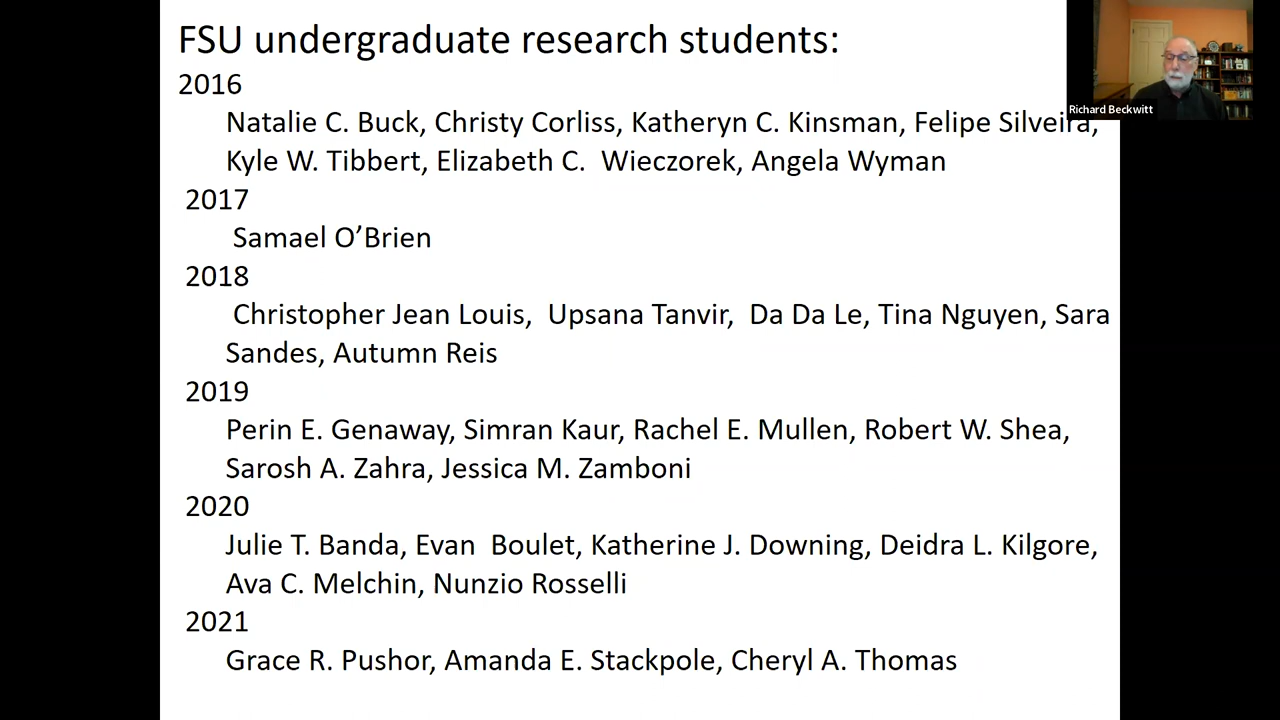 FSU undergraduate research students:
2016
Natalie C. Buck, Christy Corliss, Katheryn C. Kinsman, Felipe Silveira,
Kyle W. Tibbert, Elizabeth C.  Wieczorek, Angela Wyman
2017
Samael O’Brien
2018
Christopher Jean Louis,  Upsana Tanvir,  Da Da Le, Tina Nguyen, Sara
Sandes, Autumn Reis
2019
Perin E. Genaway, Simran Kaur, Rachel E. Mullen, Robert W. Shea,
Sarosh A. Zahra, Jessica M. Zamboni
2020
Julie T. Banda, Evan  Boulet, Katherine J. Downing, Deidra L. Kilgore,
Ava C. Melchin, Nunzio Rosselli
2021
Grace R. Pushor, Amanda E. Stackpole, Cheryl A. Thomas
Richard Beckwitt